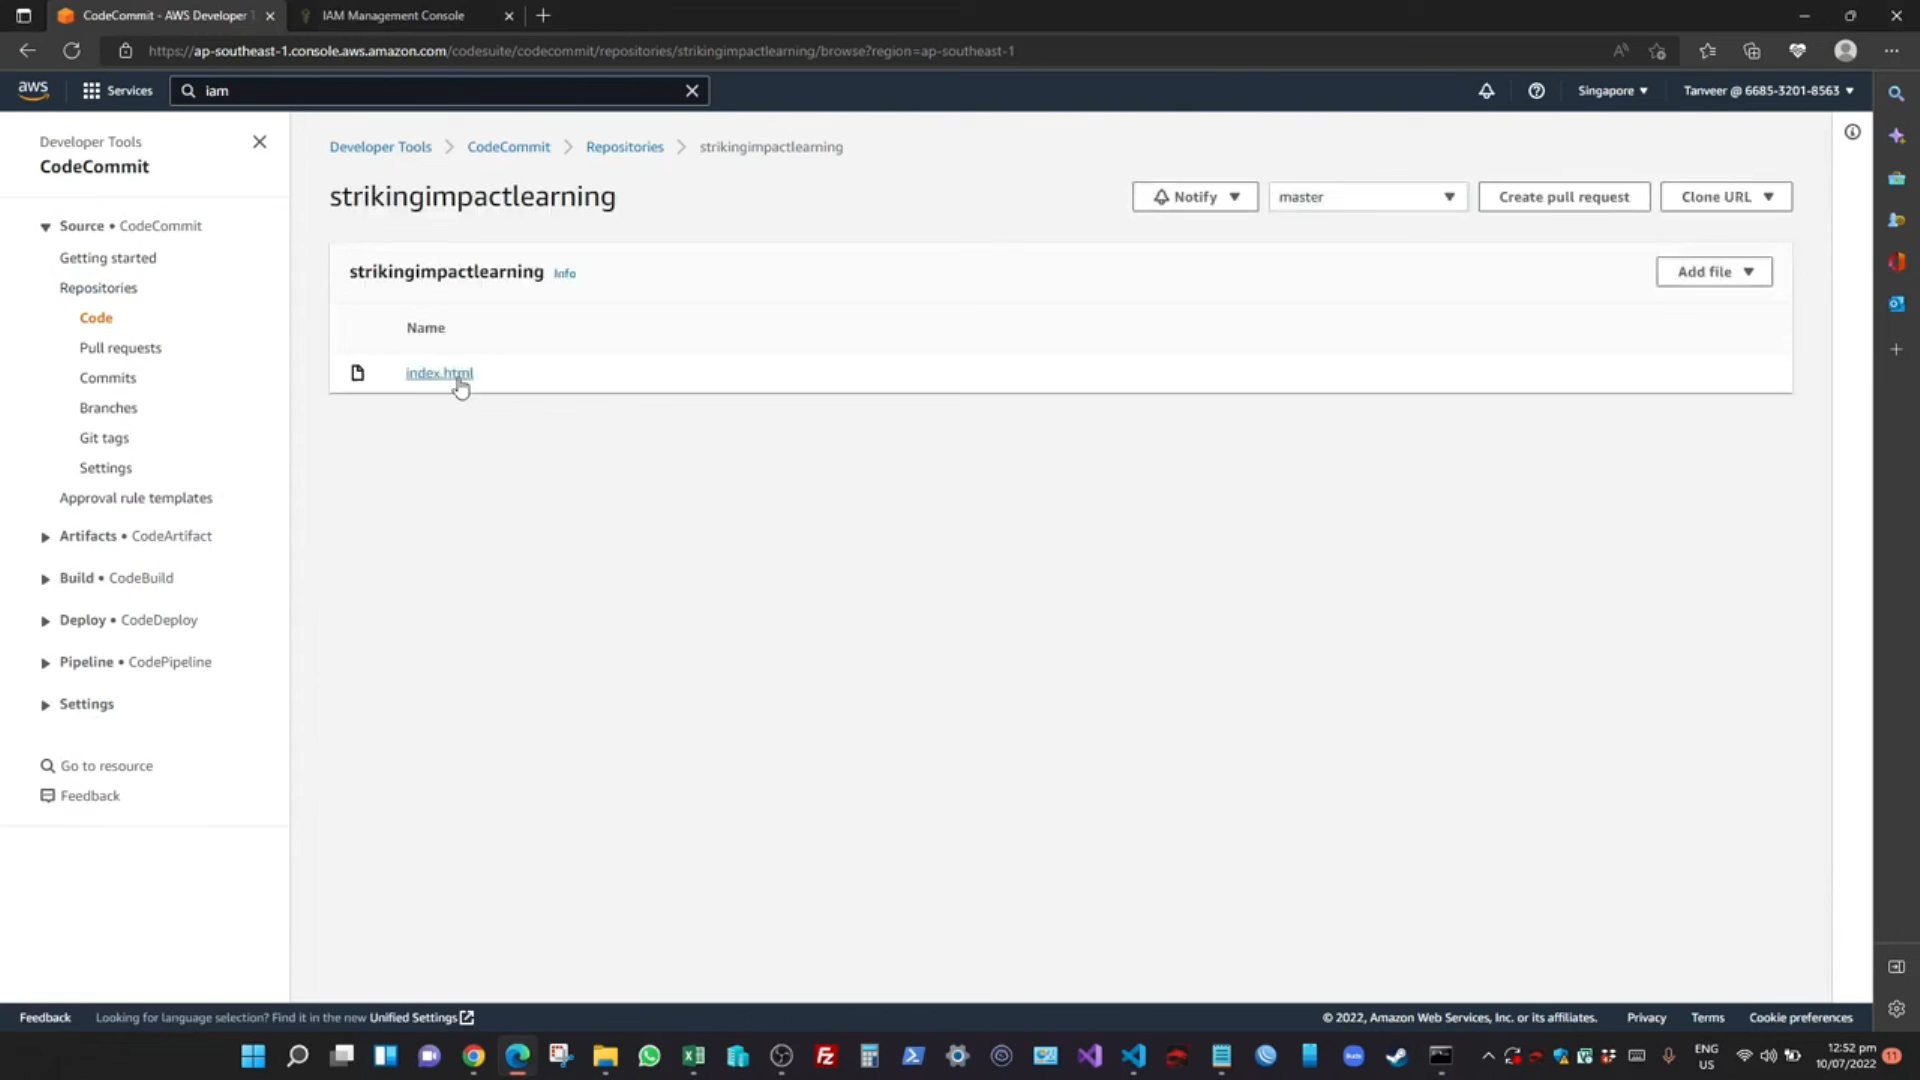 CodeCommit - AWS Developer T
IAM Management Console
https://ap-southeast-1.console.aws.amazon.com/codesuite/codecommit/repositories/strikingimpactlearning/browse?region=ap-southeast-1
aws
Services
iam
Singapore
Tanveer @ 6685-3201-8563
Developer Tools
CodeCommit
Source • CodeCommit
Getting started
Repositories
Code
Pull requests
Commits
Branches
Git tags
Settings
Approval rule templates
Artifacts • CodeArtifact
Build • CodeBuild
Deploy • CodeDeploy
Pipeline • CodePipeline
Settings
Go to resource
Feedback
Developer Tools
CodeCommit
Repositories
strikingimpactlearning
strikingimpactlearning
Notify
master
Create pull request
Clone URL
strikingimpactlearning Info
Add file
Name
index.html
Feedback
Looking for language selection? Find it in the new Unified Settings
© 2022, Amazon Web Services, Inc. or its affiliates.
Privacy
Terms
Cookie preferences
ENG
US
12:52 pm
10/07/2022
11